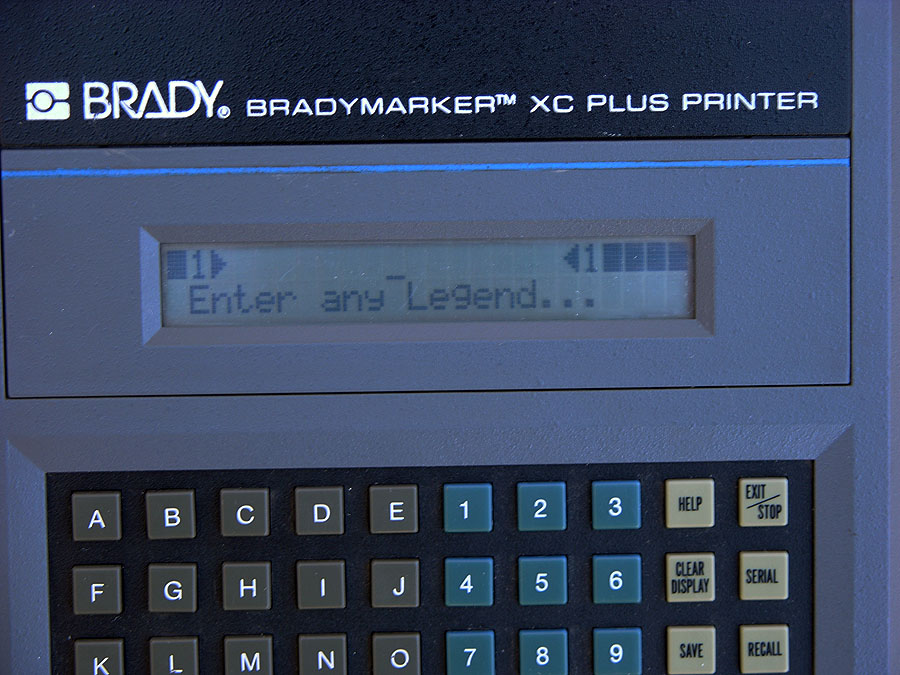 BRADY® BRADYMARKER™ XC PLUS PRINTER
1 1
Enter any Legend...
A B C D E 1 2 3 HELP EXIT/STOP
F G H I J 4 5 6 CLEAR DISPLAY SERIAL
K L M N O 7 8 9 SAVE RECALL